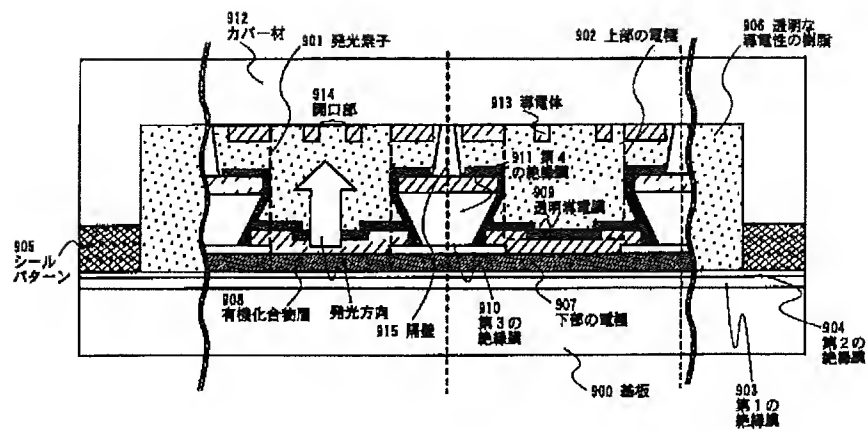 912
カバー材
901 発光素子
902 上部の電極
906 透明な
導電性の樹脂
914
開口部
913 導電体
911 第4
の絶縁膜
909
透明導電膜
905
シール
パターン
908
有機化合物層
発光方向
915 隔壁
910
第3の
絶縁膜
907
下部の電極
904
第2の
絶縁膜
903
第1の
絶縁膜
900 基板